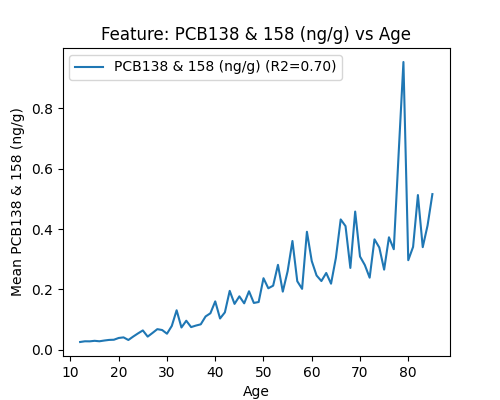 Feature: PCB138 & 158 (ng/g) vs Age
PCB138 & 158 (ng/g) (R2=0.70)
Mean PCB138 & 158 (ng/g)
0.8
0.6
0.4
0.2
0.0
10 20 30 40 50 60 70 80
Age